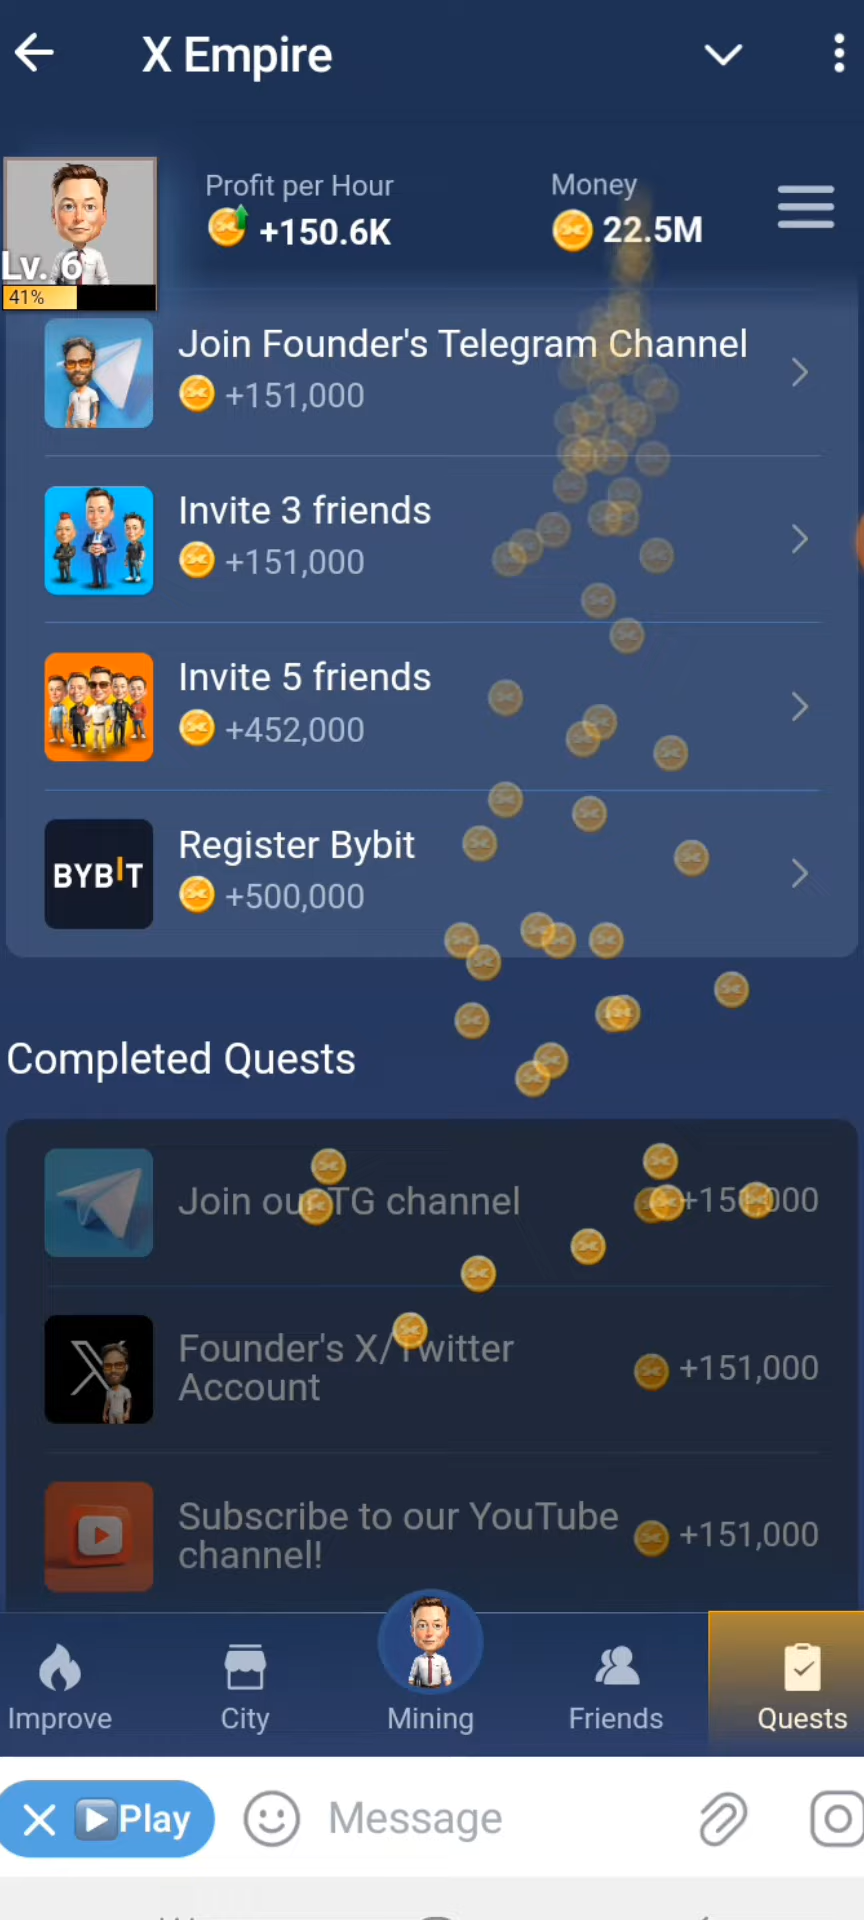 X Empire
Profit per Hour
+150.6K
Money
22.5M
Lv. 6
41%
Join Founder's Telegram Channel
+151,000
Invite 3 friends
+151,000
Invite 5 friends
+452,000
BYBIT
Register Bybit
+500,000
Completed Quests
Join our TG channel
Founder's X/Twitter
Account
+151,000
Subscribe to our YouTube
channel!
+151,000
Improve
City
Mining
Friends
Quests
Play
Message